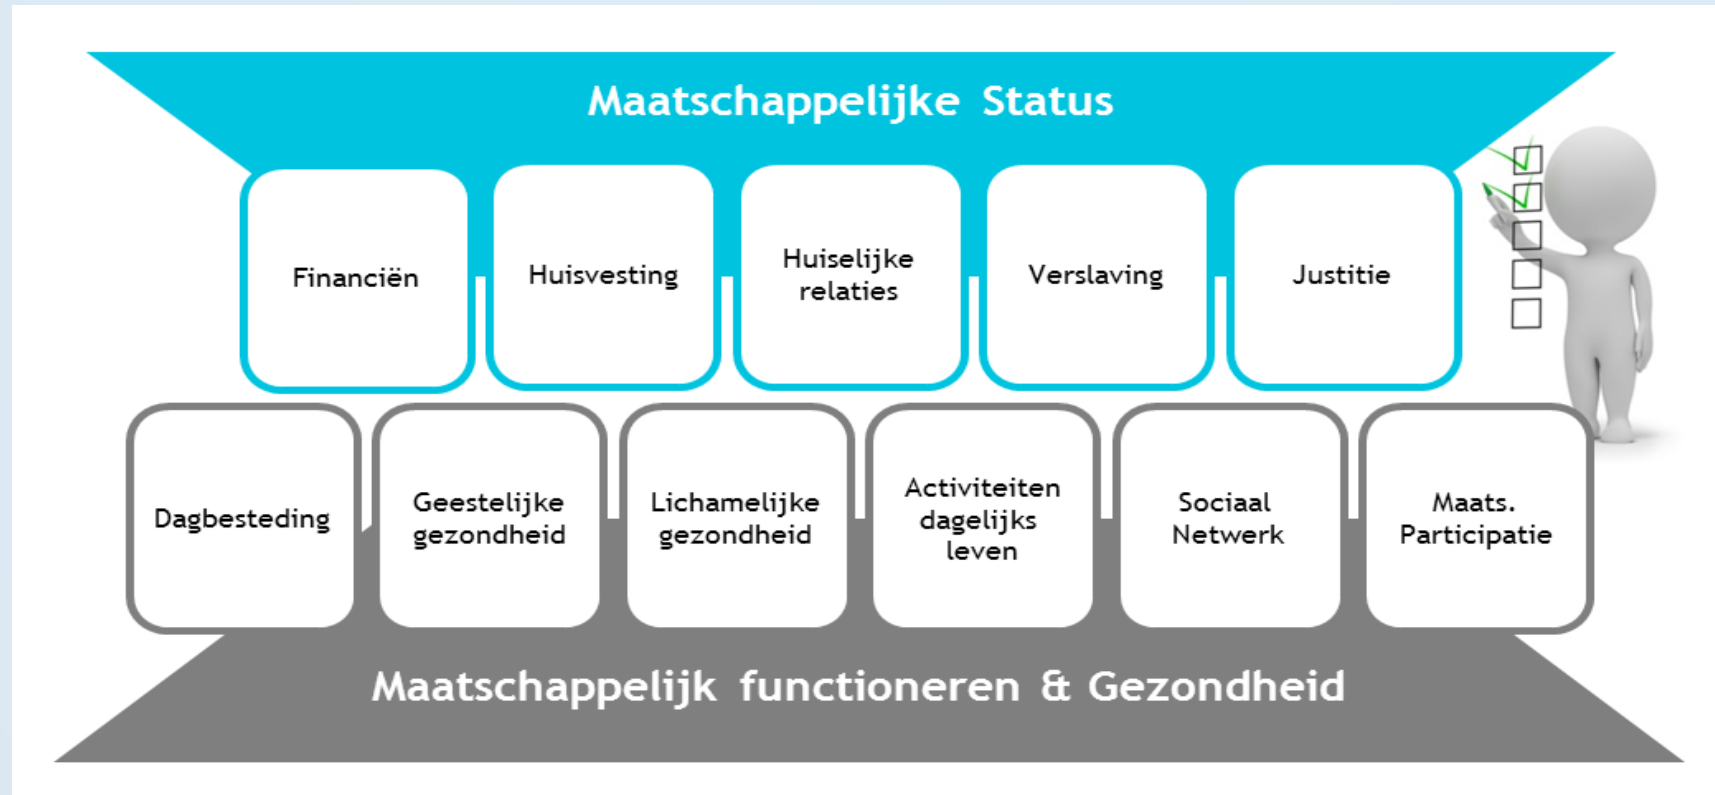 Maatschappelijke Status
Financiën
Huisvesting
Huiselijke
relaties
Verslaving
Justitie
Dagbesteding
Geestelijke
gezondheid
Lichamelijke
gezondheid
Activiteiten
dagelijks
leven
Sociaal
Netwerk
Maats.
Participatie
Maatschappelijk functioneren & Gezondheid